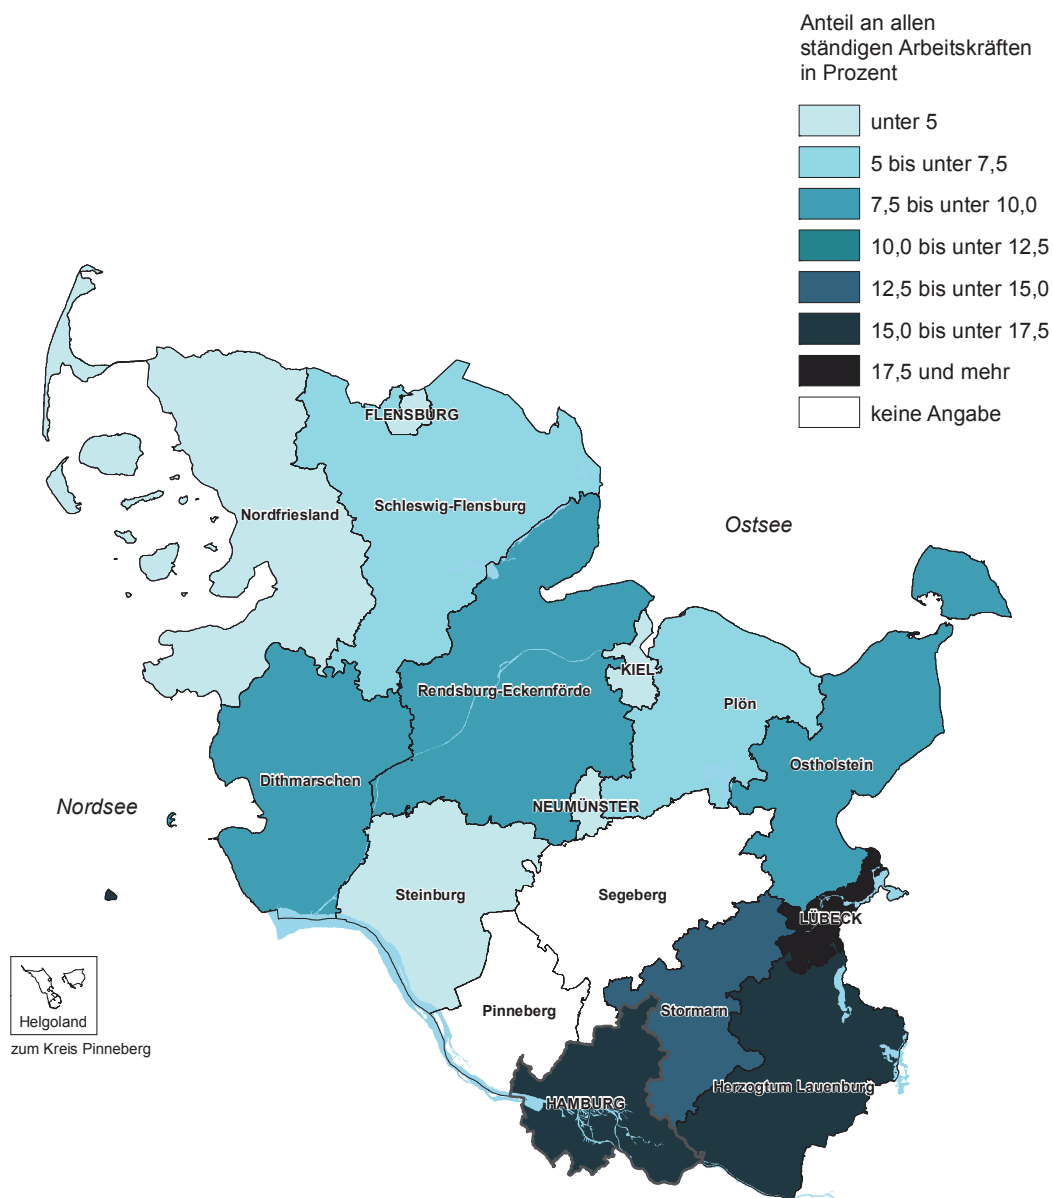 Anteil an allen
ständigen Arbeitskräften
in Prozent
unter 5
5 bis unter 7,5
7,5 bis unter 10,0
10,0 bis unter 12,5
12,5 bis unter 15,0
15,0 bis unter 17,5
17,5 und mehr
keine Angabe
FLENSBURG
Schleswig-Flensburg
Nordfriesland
Ostsee
KIEL
Rendsburg-Eckernförde
Plön
Ostholstein
Dithmarschen
Nordsee
NEUMÜNSTER
Steinburg
Segeberg
LÜBECK
Pinneberg
Stormarn
Helgoland
zum Kreis Pinneberg
Herzogtum Lauenburg
HAMBURG